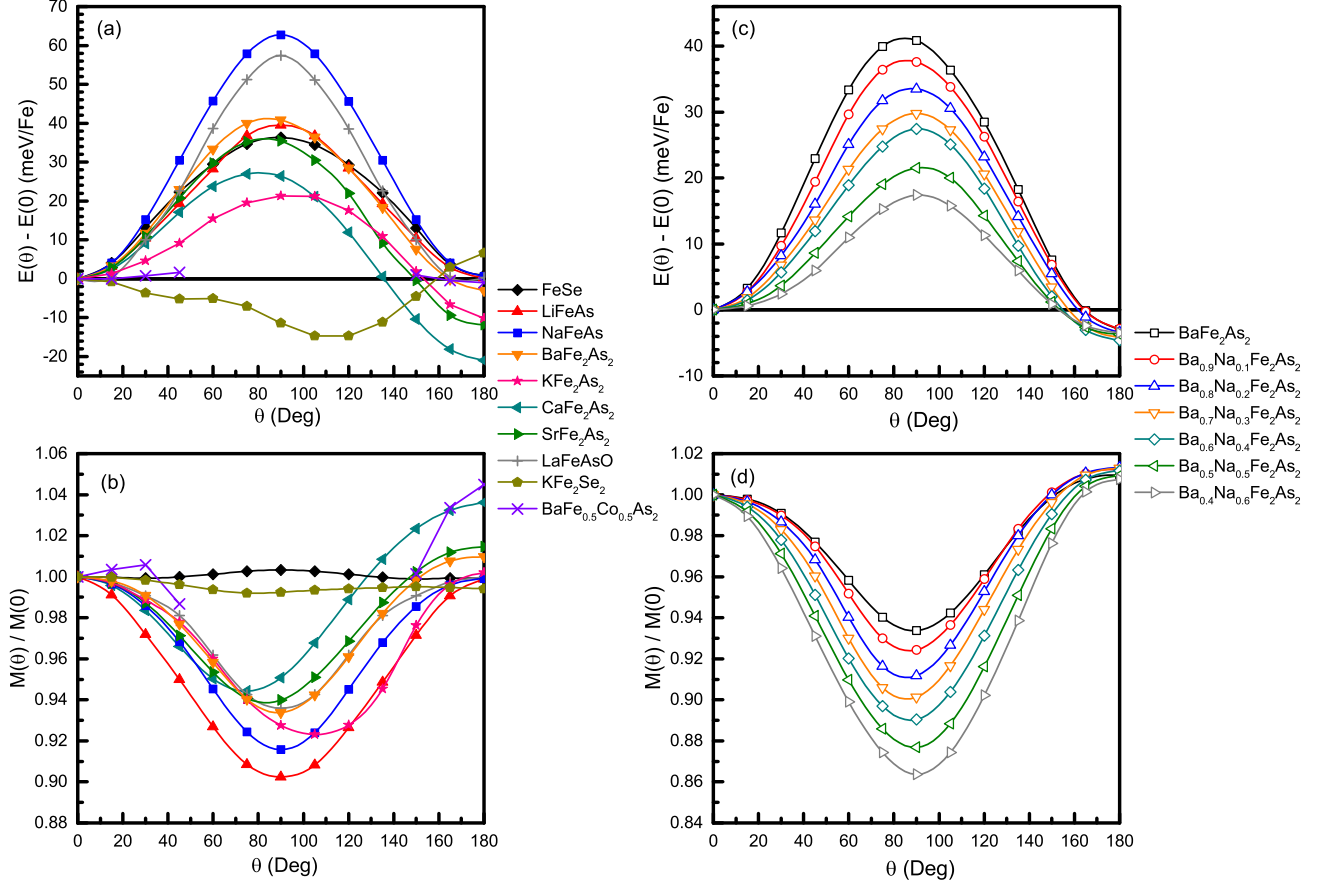 (a)
70
60
50
40
30
20
10
0
-10
-20
E(θ) - E(0) (meV/Fe)
0 20 40 60 80 100 120 140 160 180
θ (Deg)
FeSe
LiFeAs
NaFeAs
BaFe₂As₂
KFe₂As₂
CaFe₂As₂
SrFe₂As₂
LaFeAsO
KFe₂Se₂
BaFe₀.₅Co₀.₅As₂
(b)
1.06
1.04
1.02
1.00
0.98
0.96
0.94
0.92
0.90
0.88
M(θ) / M(0)
0 20 40 60 80 100 120 140 160 180
θ (Deg)
(c)
40
30
20
10
0
-10
E(θ) - E(0) (meV/Fe)
0 20 40 60 80 100 120 140 160 180
θ (Deg)
BaFe₂As₂
Ba₀.₉Na₀.₁Fe₂As₂
Ba₀.₈Na₀.₂Fe₂As₂
Ba₀.₇Na₀.₃Fe₂As₂
Ba₀.₆Na₀.₄Fe₂As₂
Ba₀.₅Na₀.₅Fe₂As₂
Ba₀.₄Na₀.₆Fe₂As₂
(d)
1.02
1.00
0.98
0.96
0.94
0.92
0.90
0.88
0.86
0.84
M(θ) / M(0)
0 20 40 60 80 100 120 140 160 180
θ (Deg)